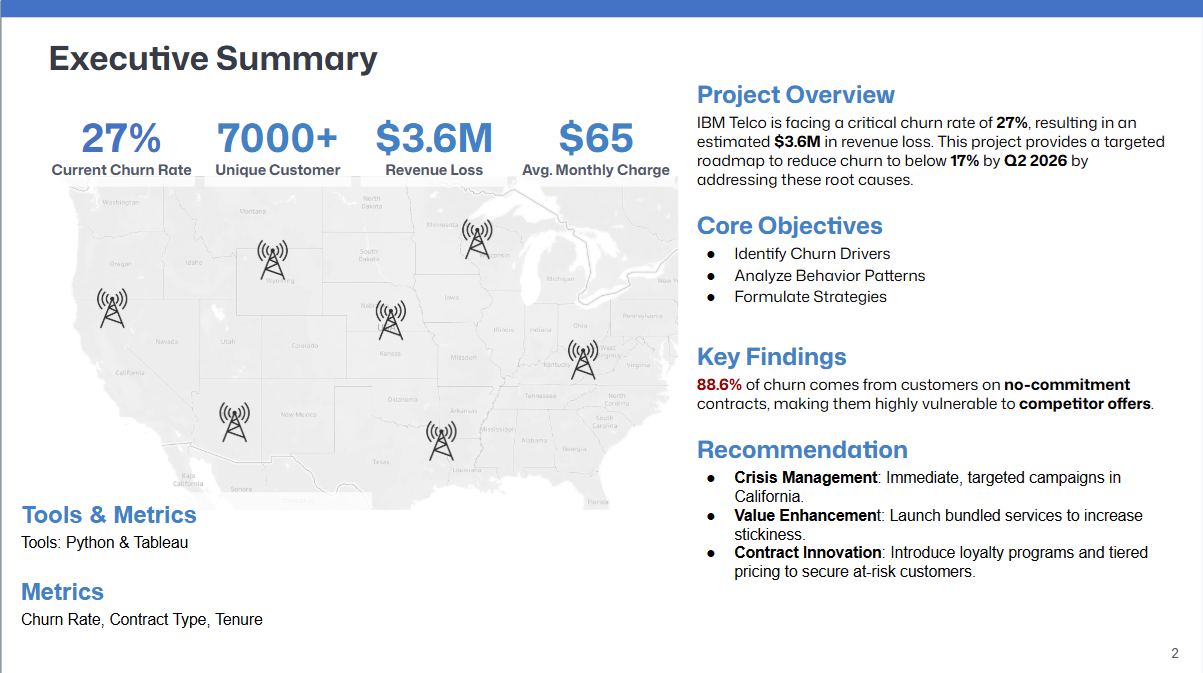 Executive Summary
27%
Current Churn Rate
7000+
Unique Customer
$3.6M
Revenue Loss
$65
Avg. Monthly Charge
Washington
Montana
North
Dakota
Minnesota
Oregon
Idaho
Wyoming
South
Dakota
Michigan
Iowa
Nevada
Utah
Colorado
Kansas
Missouri
Illinois
Indiana
Ohio
Pennsylvania
West
Virginia
Kentucky
Virginia
California
New Mexico
Oklahoma
Arkansas
Tennessee
North
Carolina
South
Carolina
Mississippi
Alabama
Georgia
Texas
Louisiana
Florida
Baja
California
Sonora
Tools & Metrics
Tools: Python & Tableau
Metrics
Churn Rate, Contract Type, Tenure
Project Overview
IBM Telco is facing a critical churn rate of 27%, resulting in an
estimated $3.6M in revenue loss. This project provides a targeted
roadmap to reduce churn to below 17% by Q2 2026 by
addressing these root causes.
Core Objectives
● Identify Churn Drivers
● Analyze Behavior Patterns
● Formulate Strategies
Key Findings
88.6% of churn comes from customers on no-commitment
contracts, making them highly vulnerable to competitor offers.
Recommendation
● Crisis Management: Immediate, targeted campaigns in
California.
● Value Enhancement: Launch bundled services to increase
stickiness.
● Contract Innovation: Introduce loyalty programs and tiered
pricing to secure at-risk customers.
2